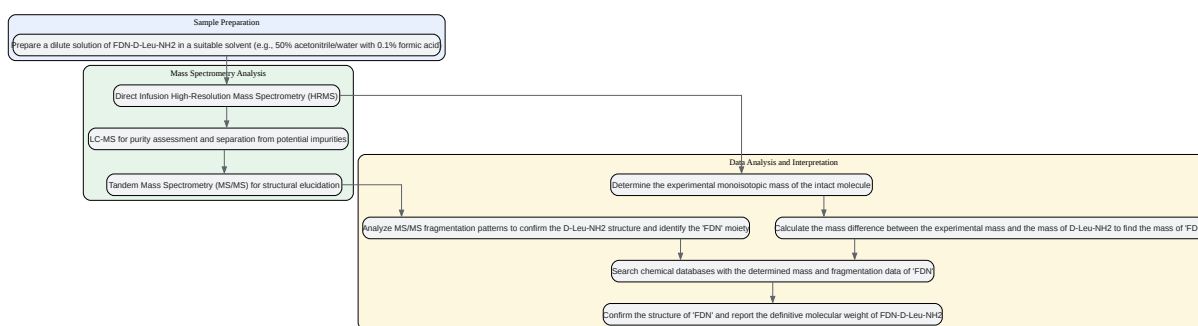 Sample Preparation
Prepare a dilute solution of FDN-D-Leu-NH2 in a suitable solvent (e.g., 50% acetonitrile/water with 0.1% formic acid)
Mass Spectrometry Analysis
Direct Infusion High-Resolution Mass Spectrometry (HRMS)
LC-MS for purity assessment and separation from potential impurities
Tandem Mass Spectrometry (MS/MS) for structural elucidation
Data Analysis and Interpretation
Determine the experimental monoisotopic mass of the intact molecule
Analyze MS/MS fragmentation patterns to confirm the D-Leu-NH2 structure and identify the 'FDN' moiety
Calculate the mass difference between the experimental mass and the mass of D-Leu-NH2 to find the mass of 'FD
Search chemical databases with the determined mass and fragmentation data of 'FDN'
Confirm the structure of 'FDN' and report the definitive molecular weight of FDN-D-Leu-NH2